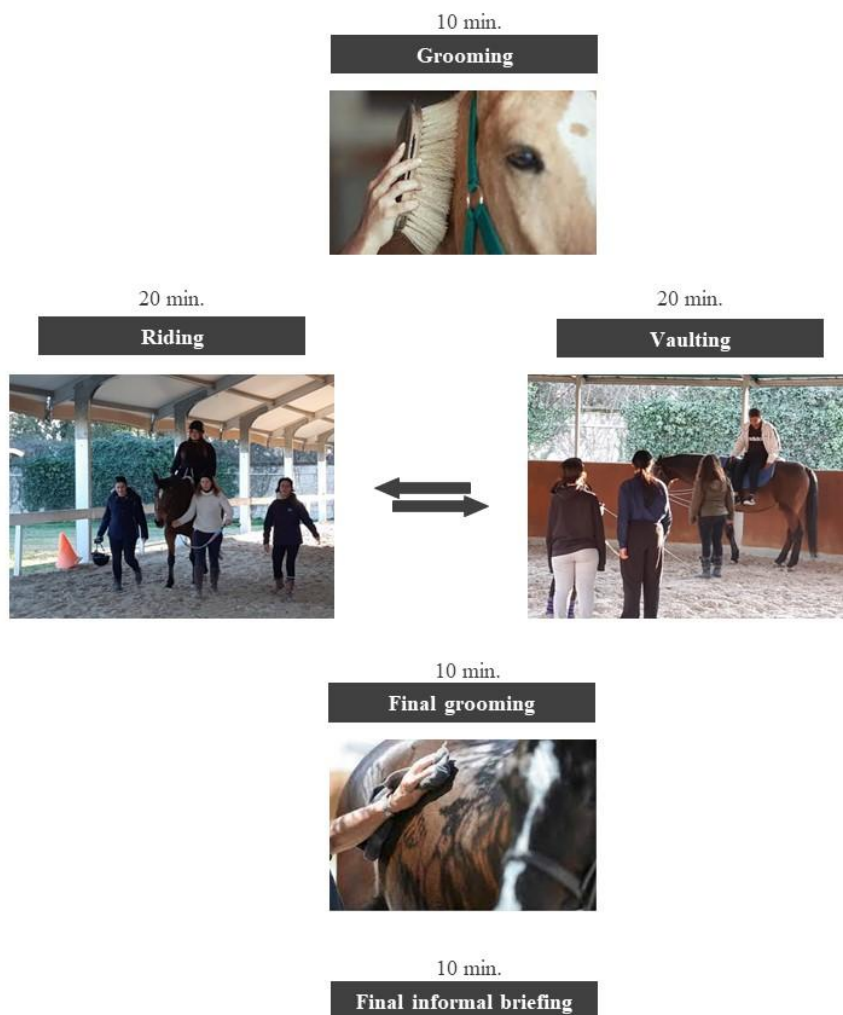 10 min.
Grooming
20 min.
Riding
20 min.
Vaulting
10 min.
Final grooming
10 min.
Final informal briefing